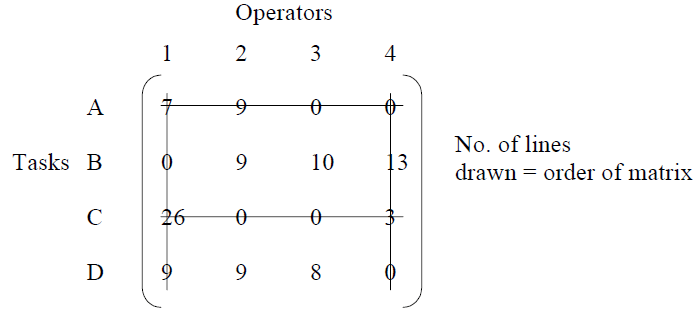 Operators
1 2 3 4
A 7 9 0 0
Tasks B 0 9 10 13
C 26 0 0 3
D 9 9 8 0
No. of lines
drawn = order of matrix